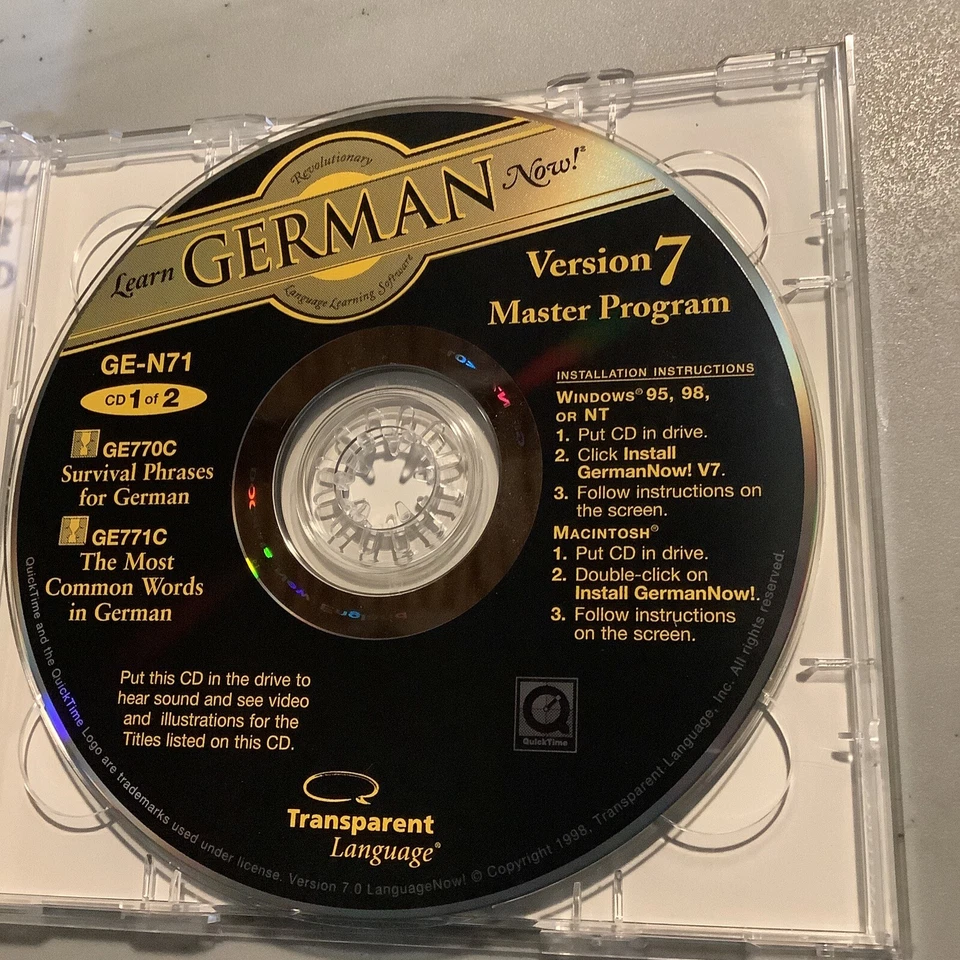 Revolutionary
Learn GERMAN Now!
Language Learning Software
Version 7
Master Program
GE-N71
CD 1 of 2
GE770C
Survival Phrases
for German
GE771C
The Most
Common Words
in German
Put this CD in the drive to
hear sound and see video
and illustrations for the
Titles listed on this CD.
INSTALLATION INSTRUCTIONS
WINDOWS® 95, 98,
OR NT
1. Put CD in drive.
2. Click Install
GermanNow! V7.
3. Follow instructions on
the screen.
MACINTOSH®
1. Put CD in drive.
2. Double-click on
Install GermanNow!.
3. Follow instructions
on the screen.
QuickTime
Transparent
Language®
QuickTime and the QuickTime Logo are trademarks used under license. Version 7.0 LanguageNow! © Copyright 1998, Transparent Language, Inc. All rights reserved.